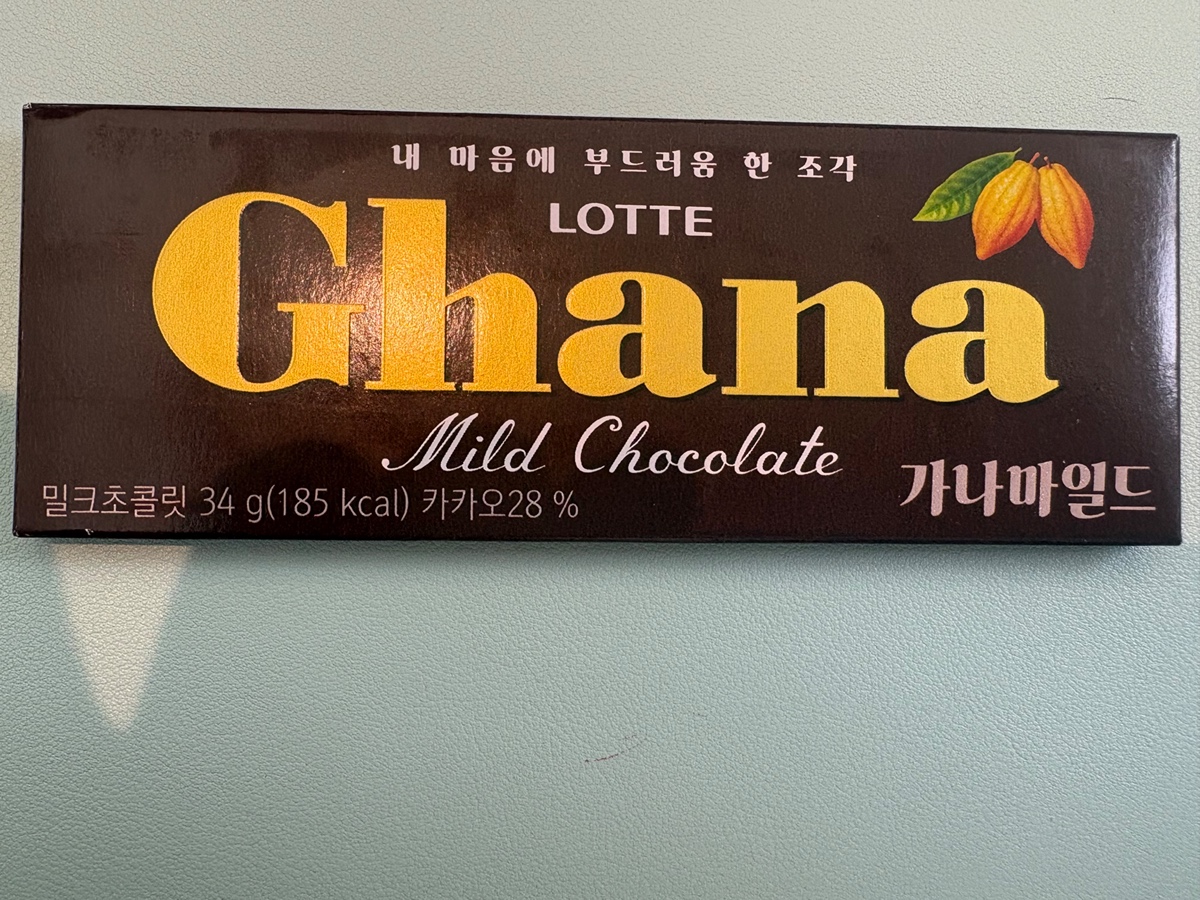 내 마음에 부드러움 한 조각
LOTTE
Ghana
Mild Chocolate
가나마일드
밀크초콜릿 34 g(185 kcal) 카카오28 %